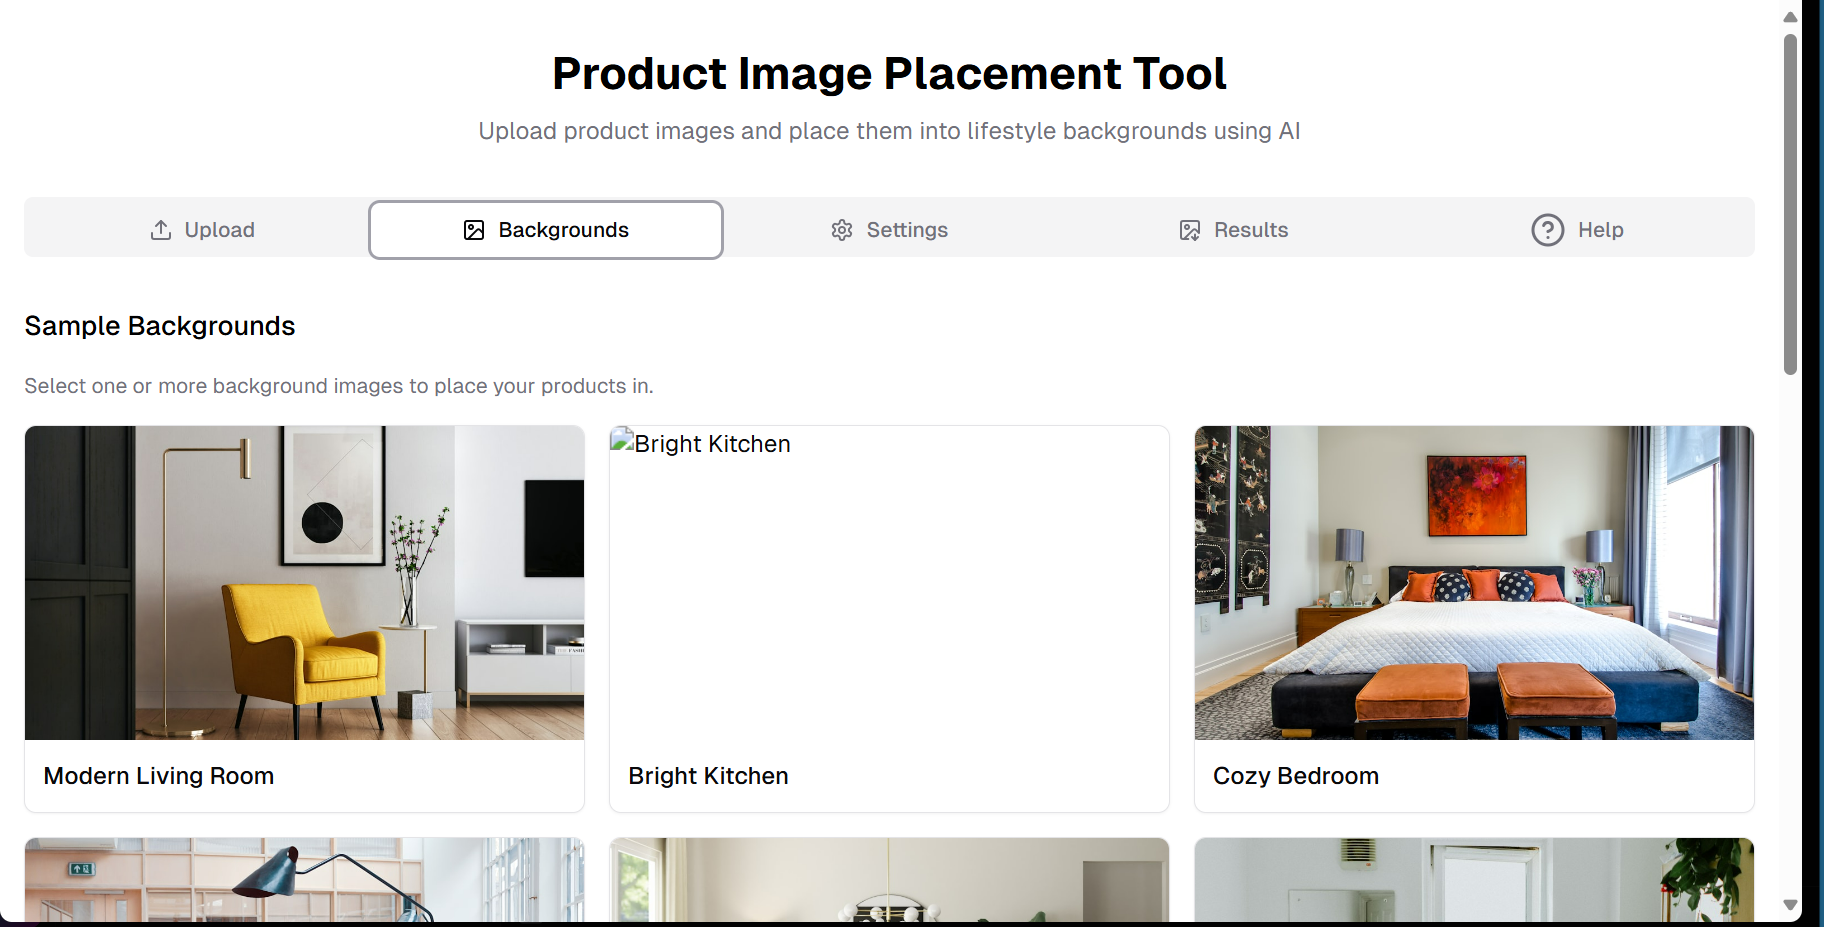 Product Image Placement Tool
Upload product images and place them into lifestyle backgrounds using AI
Upload
Backgrounds
Settings
Results
Help
Sample Backgrounds
Select one or more background images to place your products in.
Bright Kitchen
Modern Living Room
Bright Kitchen
Cozy Bedroom